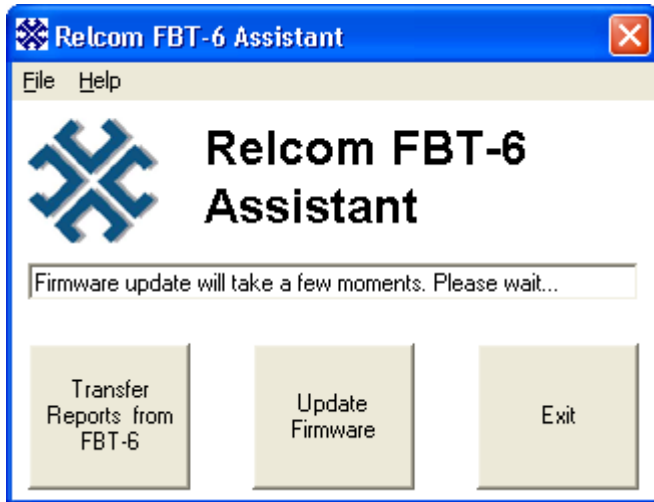 Relcom FBT-6 Assistant
File Help
Relcom FBT-6
Assistant
Firmware update will take a few moments. Please wait...
Transfer
Reports from
FBT-6
Update
Firmware
Exit